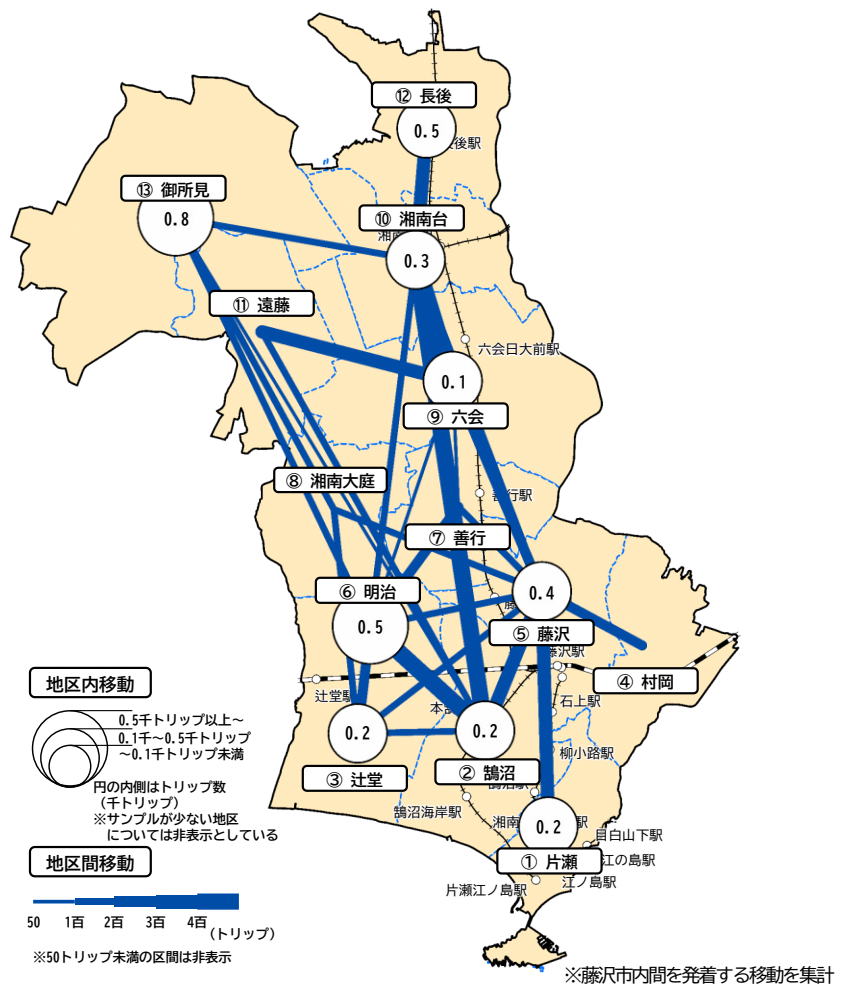 ⑫ 長後
0.5
後駅
⑬ 御所見
0.8
⑩ 湘南台
湘南
0.3
⑪ 遠藤
六会日大前駅
0.1
⑨ 六会
⑧ 湘南大庭
善行駅
⑦ 善行
⑥ 明治
0.5
0.4
⑤ 藤沢
藤沢駅
④ 村岡
地区内移動
0.5千トリップ以上～
0.1千～0.5千トリップ
～0.1千トリップ未満
円の内側はトリップ数
（千トリップ）
※サンプルが少ない地区
については非表示としている
辻堂駅
石上駅
0.2
③ 辻堂
0.2
② 鵠沼
柳小路駅
鵠沼駅
鵠沼海岸駅
湘南
駅
0.2
目白山下駅
① 片瀬
江の島駅
片瀬江ノ島駅
江ノ島駅
地区間移動
50 1百 2百 3百 4百
（トリップ）
※50トリップ未満の区間は非表示
※藤沢市内間を発着する移動を集計